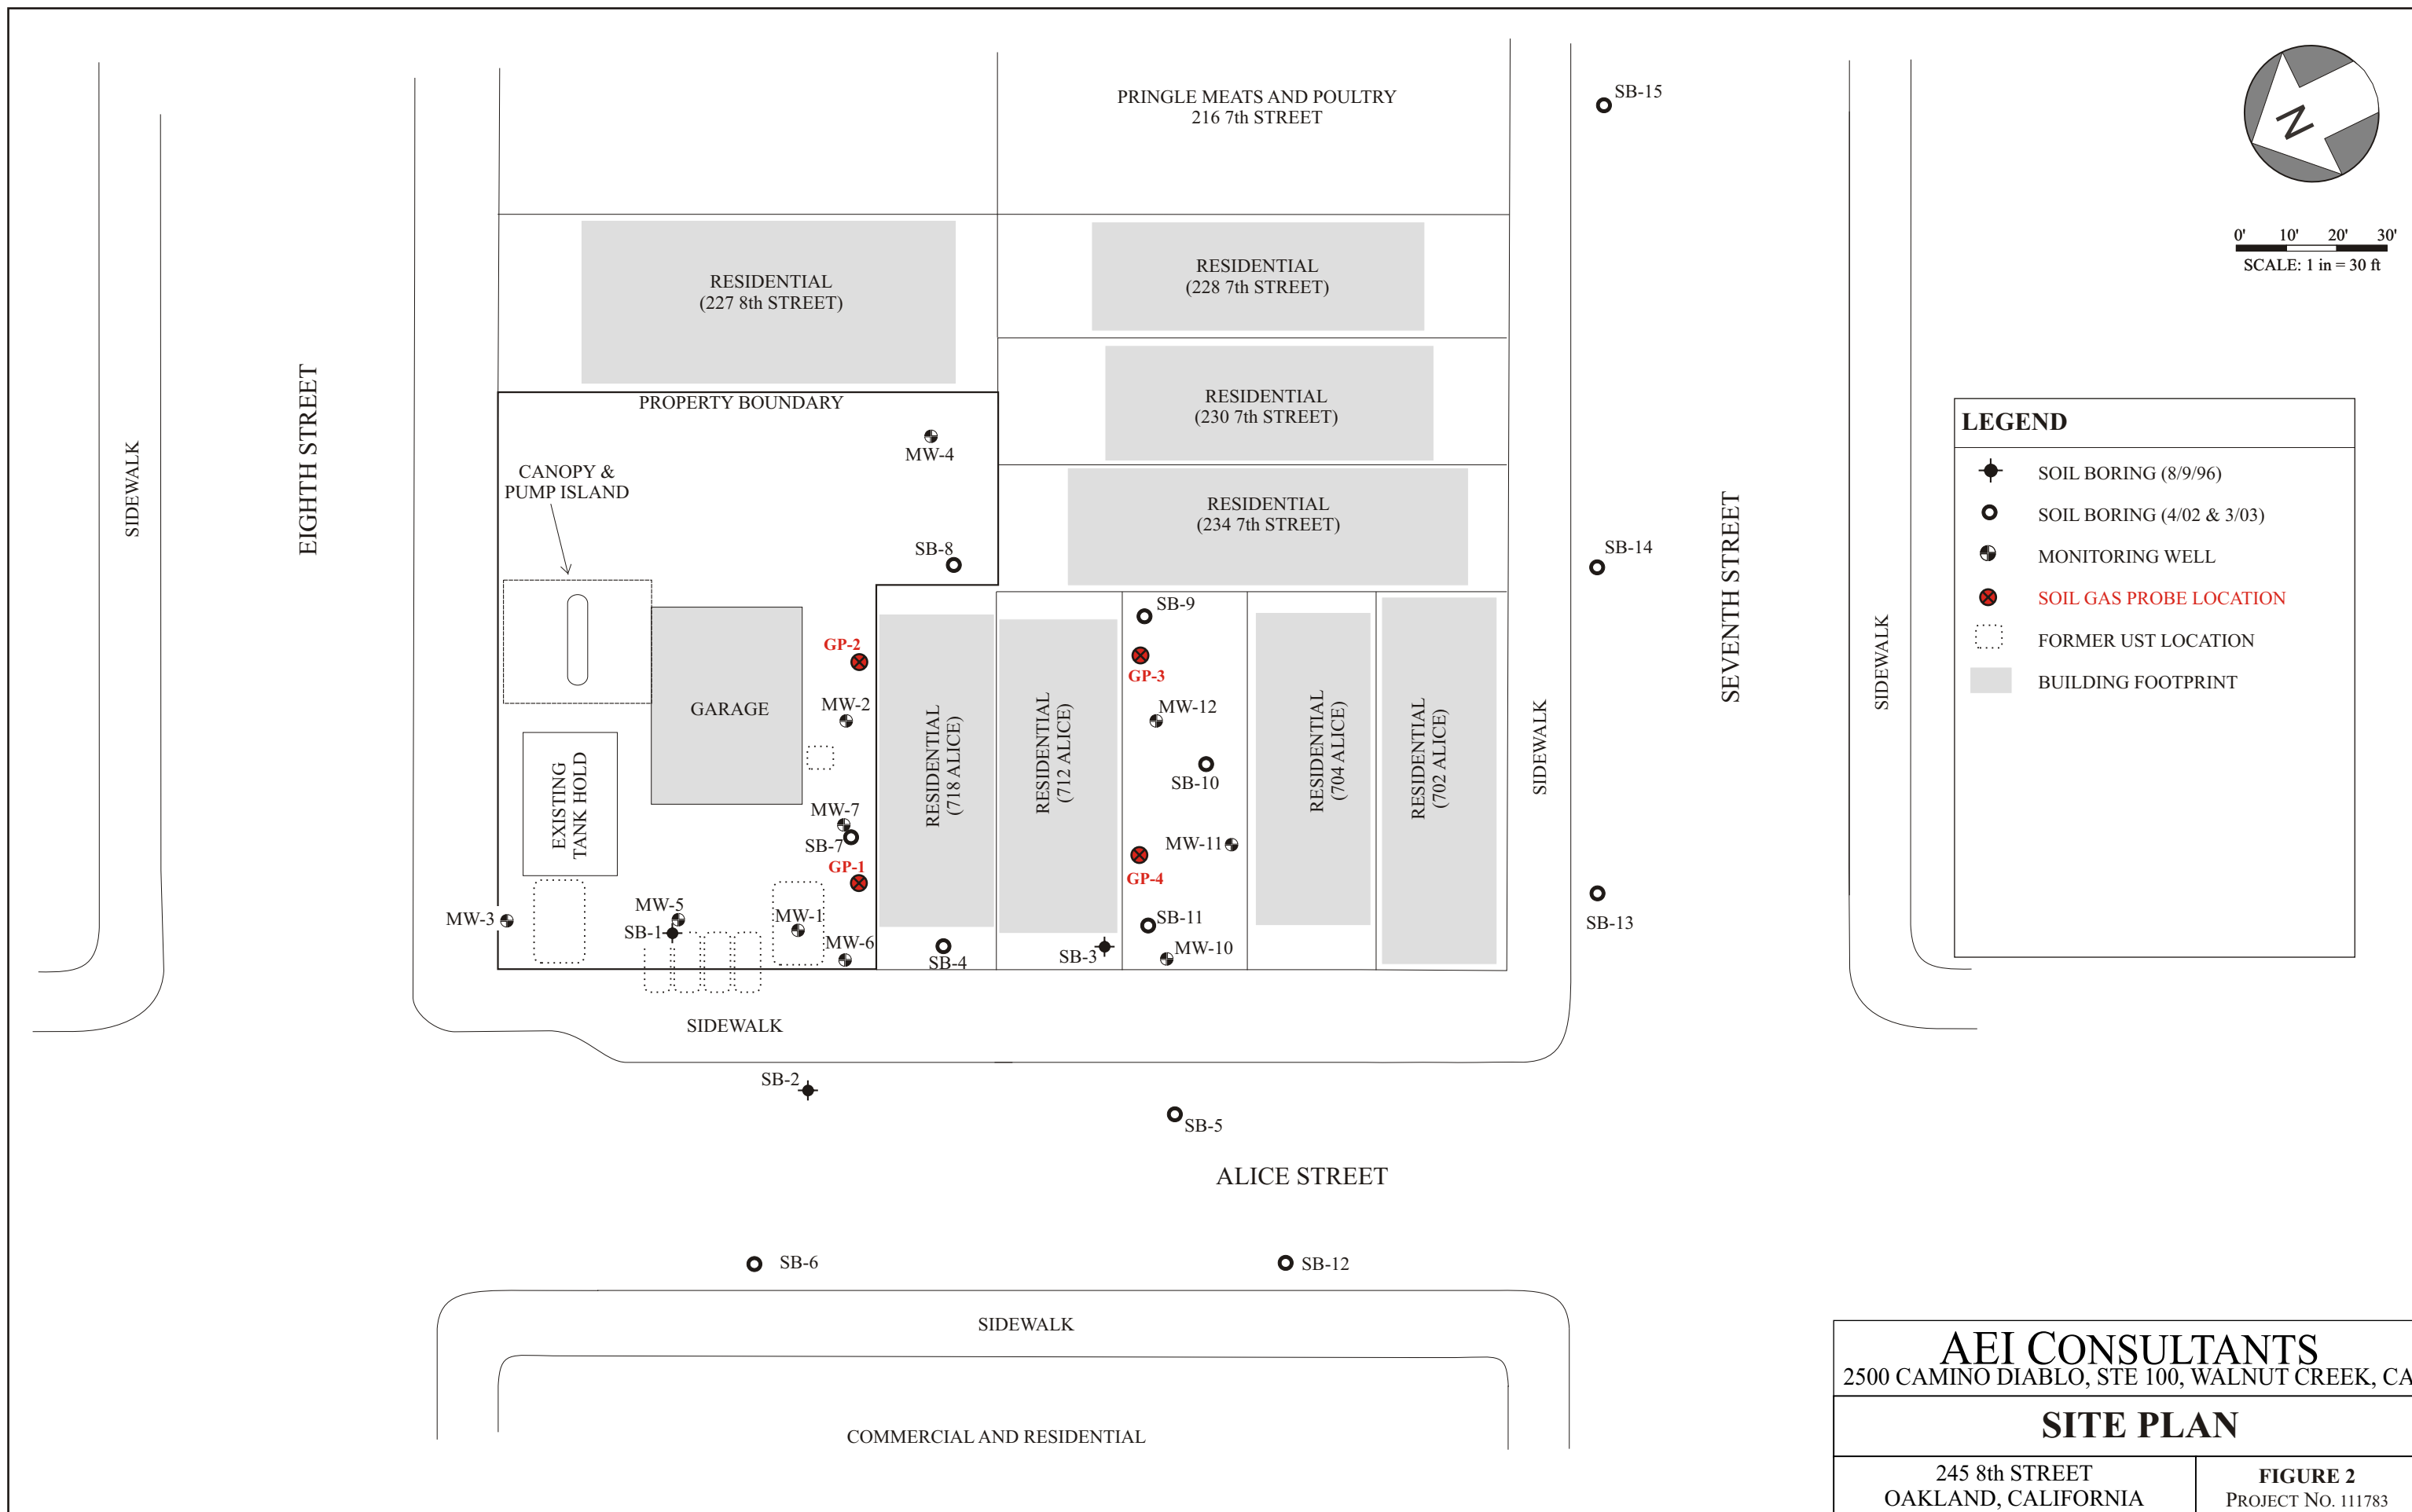 PRINGLE MEATS AND POULTRY
216 7th STREET
SB-15
N
0' 10' 20' 30'
SCALE: 1 in = 30 ft
RESIDENTIAL
(227 8th STREET)
RESIDENTIAL
(228 7th STREET)
PROPERTY BOUNDARY
RESIDENTIAL
(230 7th STREET)
MW-4
CANOPY &
PUMP ISLAND
SIDEWALK
EIGHTH STREET
RESIDENTIAL
(234 7th STREET)
SB-8
SB-14
SEVENTH STREET
SIDEWALK
SIDEWALK
LEGEND
SOIL BORING (8/9/96)
SOIL BORING (4/02 & 3/03)
MONITORING WELL
SOIL GAS PROBE LOCATION
FORMER UST LOCATION
BUILDING FOOTPRINT
SB-9
GP-2
GP-3
GARAGE
MW-2
MW-12
RESIDENTIAL
(718 ALICE)
RESIDENTIAL
(712 ALICE)
RESIDENTIAL
(704 ALICE)
RESIDENTIAL
(702 ALICE)
EXISTING
TANK HOLD
SB-10
MW-7
SB-7
MW-11
GP-1
GP-4
MW-3
MW-5
SB-1
MW-1
MW-6
SB-4
SB-3
SB-11
MW-10
SB-13
SIDEWALK
SB-2
SB-5
ALICE STREET
SB-6
SB-12
SIDEWALK
COMMERCIAL AND RESIDENTIAL
AEI CONSULTANTS
2500 CAMINO DIABLO, STE 100, WALNUT CREEK, CA
SITE PLAN
245 8th STREET
OAKLAND, CALIFORNIA
FIGURE 2
PROJECT NO. 111783